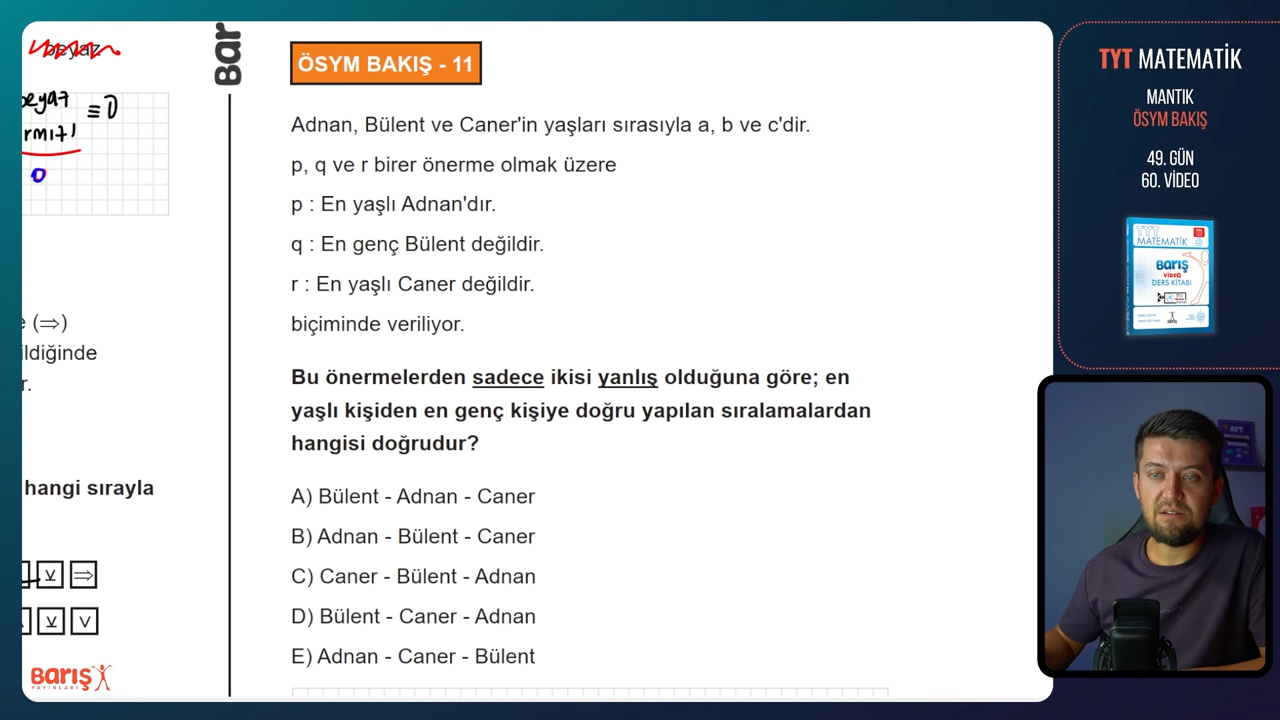 beyaz
Bar
beyaz
≡ 0
0
e (⇒)
ildiğinde
r.
hangi sırayla
⊻ ⇒
⊻ ∨
BARIŞ
YAYINLARI
ÖSYM BAKIŞ - 11
Adnan, Bülent ve Caner'in yaşları sırasıyla a, b ve c'dir.
p, q ve r birer önerme olmak üzere
p : En yaşlı Adnan'dır.
q : En genç Bülent değildir.
r : En yaşlı Caner değildir.
biçiminde veriliyor.
Bu önermelerden sadece ikisi yanlış olduğuna göre; en
yaşlı kişiden en genç kişiye doğru yapılan sıralamalardan
hangisi doğrudur?
A) Bülent - Adnan - Caner
B) Adnan - Bülent - Caner
C) Caner - Bülent - Adnan
D) Bülent - Caner - Adnan
E) Adnan - Caner - Bülent
TYT MATEMATİK
MANTIK
ÖSYM BAKIŞ
49. GÜN
60. VİDEO
TYT
MATEMATİK
BARIŞ
VİDEO
DERS KİTABI